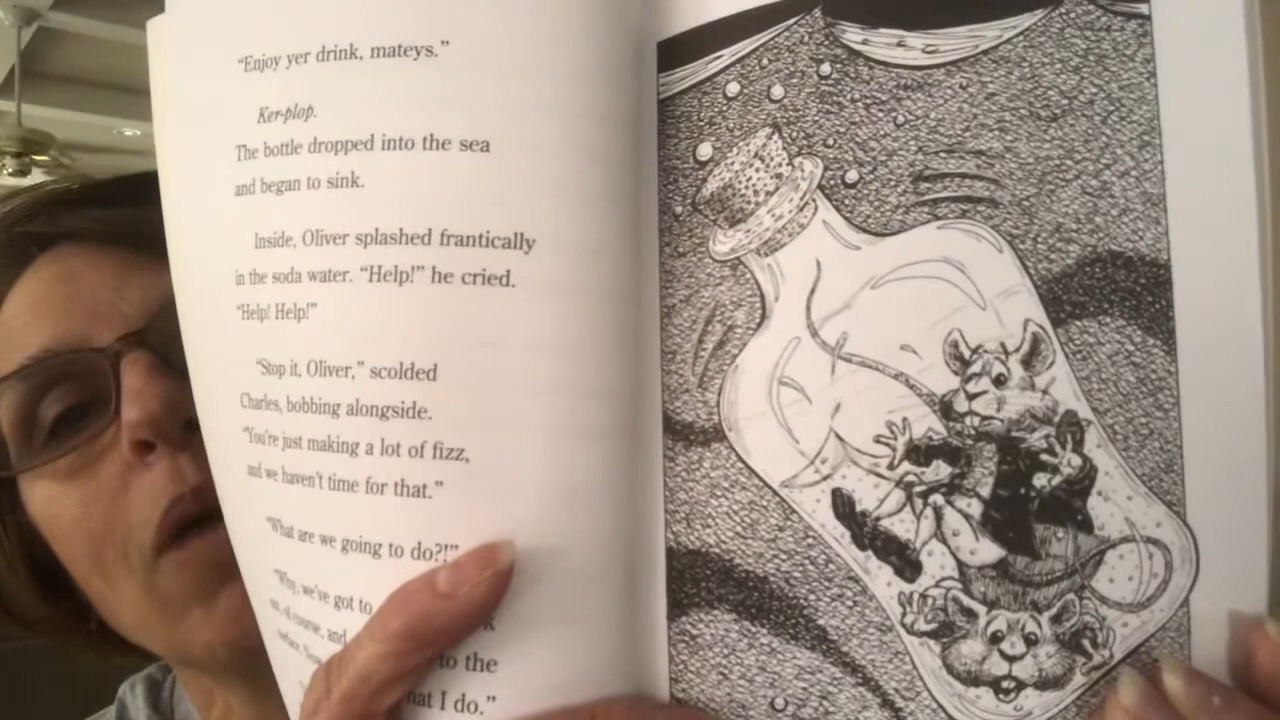 “Enjoy yer drink, mateys.”
Ker-plop.
The bottle dropped into the sea
and began to sink.
Inside, Oliver splashed frantically
in the soda water. “Help!” he cried.
“Help! Help!”
“Stop it, Oliver,” scolded
Charles, bobbing alongside.
“You’re just making a lot of fizz,
and we haven’t time for that.”
“What are we going to do?!”
“Why, we’ve got to
of course, and
to the
I do.”